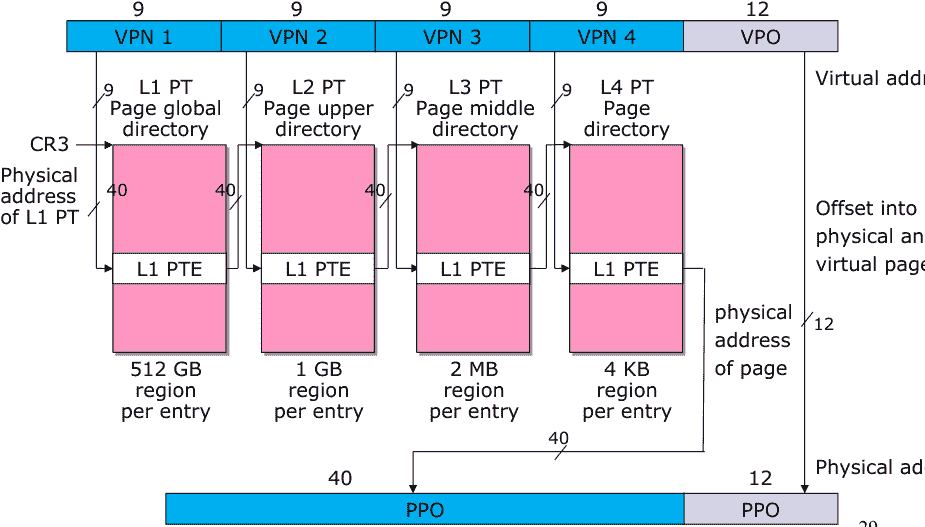 9 9 9 9 12
VPN 1 VPN 2 VPN 3 VPN 4 VPO
Virtual addr
9 L1 PT 9 L2 PT 9 L3 PT 9 L4 PT
Page global Page upper Page middle Page
directory directory directory directory
CR3
Physical
address
of L1 PT
40 40 40 40
Offset into
physical an
virtual page
L1 PTE L1 PTE L1 PTE L1 PTE
physical
address
of page
12
512 GB 1 GB 2 MB 4 KB
region region region region
per entry per entry per entry per entry
40
Physical add
40 12
PPO PPO
29